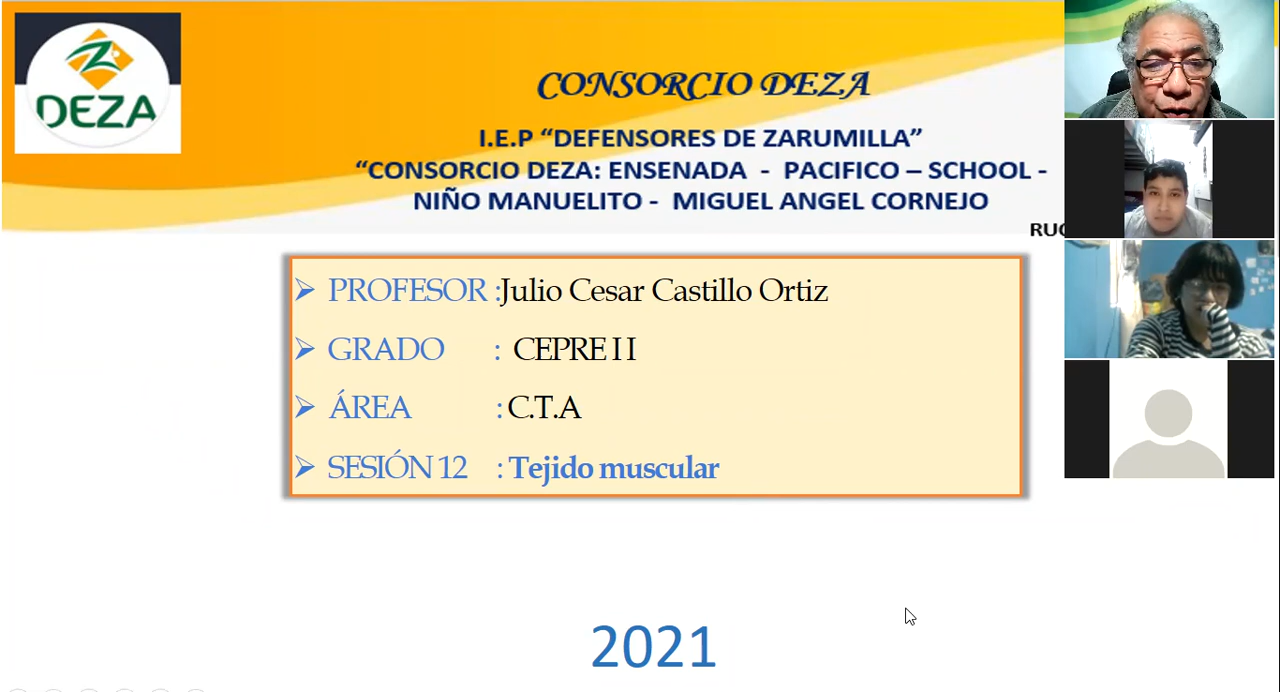 DEZA
CONSORCIO DEZA
I.E.P “DEFENSORES DE ZARUMILLA”
“CONSORCIO DEZA: ENSENADA - PACIFICO – SCHOOL -
NIÑO MANUELITO - MIGUEL ANGEL CORNEJO
PROFESOR :Julio Cesar Castillo Ortiz
GRADO : CEPRE I I
ÁREA : C.T.A
SESIÓN 12 : Tejido muscular
2021